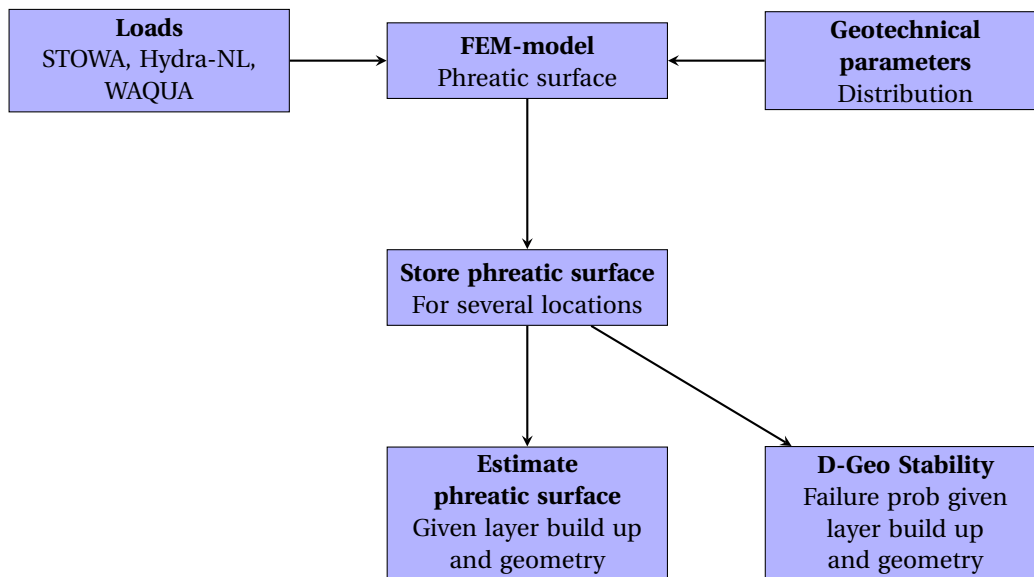 Loads
STOWA, Hydra-NL,
WAQUA
FEM-model
Phreatic surface
Geotechnical
parameters
Distribution
Store phreatic surface
For several locations
Estimate
phreatic surface
Given layer build up
and geometry
D-Geo Stability
Failure prob given
layer build up
and geometry